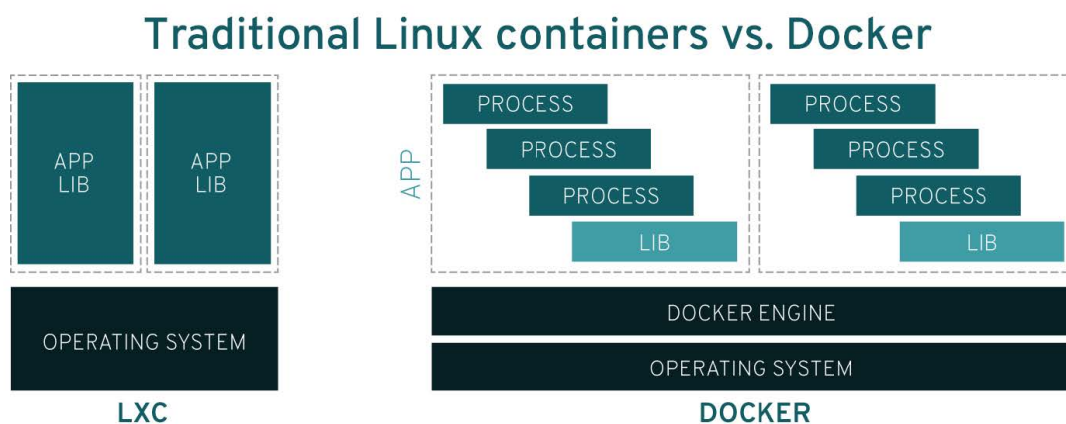 Traditional Linux containers vs. Docker
APP
LIB
APP
LIB
OPERATING SYSTEM
LXC
APP
PROCESS
PROCESS
PROCESS
LIB
PROCESS
PROCESS
PROCESS
LIB
DOCKER ENGINE
OPERATING SYSTEM
DOCKER